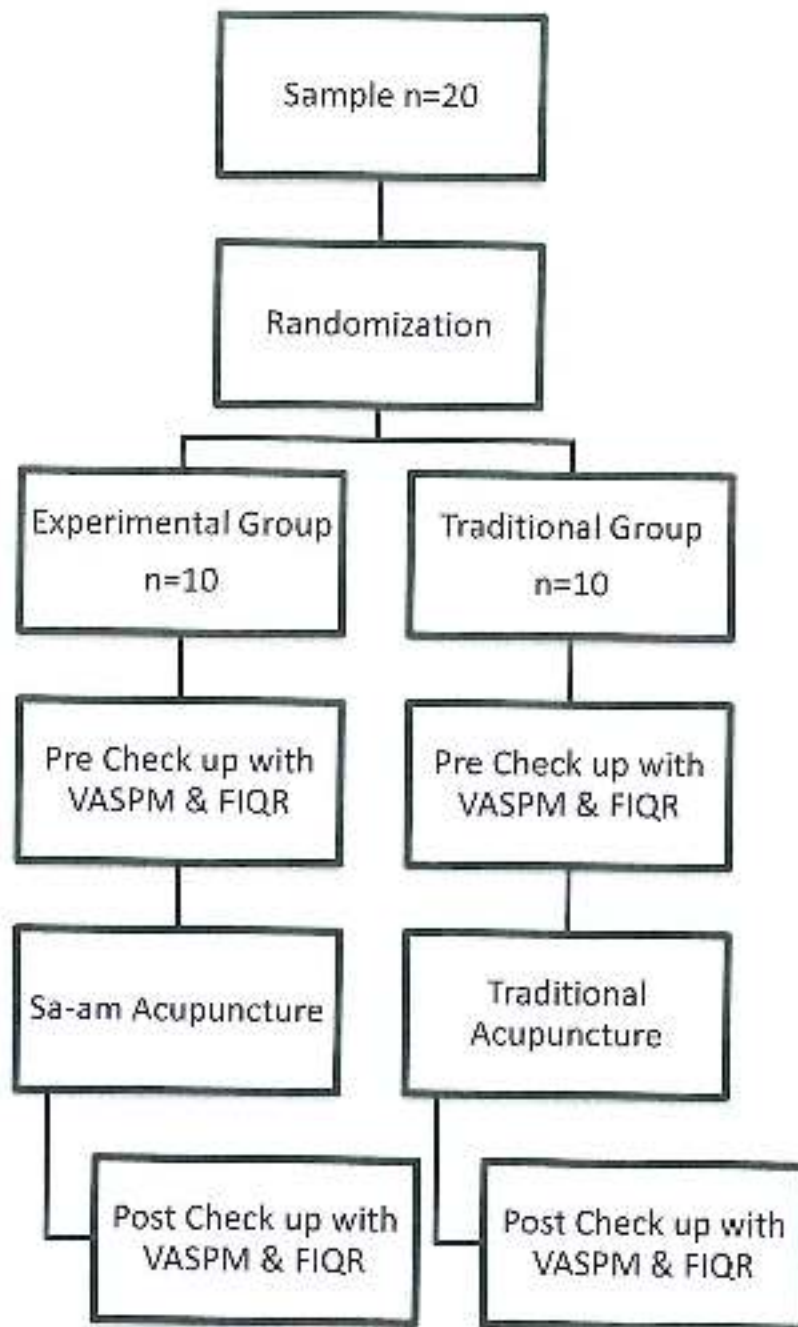 Sample n=20
Randomization
Experimental Group
n=10
Traditional Group
n=10
Pre Check up with
VASPM & FIQR
Pre Check up with
VASPM & FIQR
Sa-am Acupuncture
Traditional
Acupuncture
Post Check up with
VASPM & FIQR
Post Check up with
VASPM & FIQR